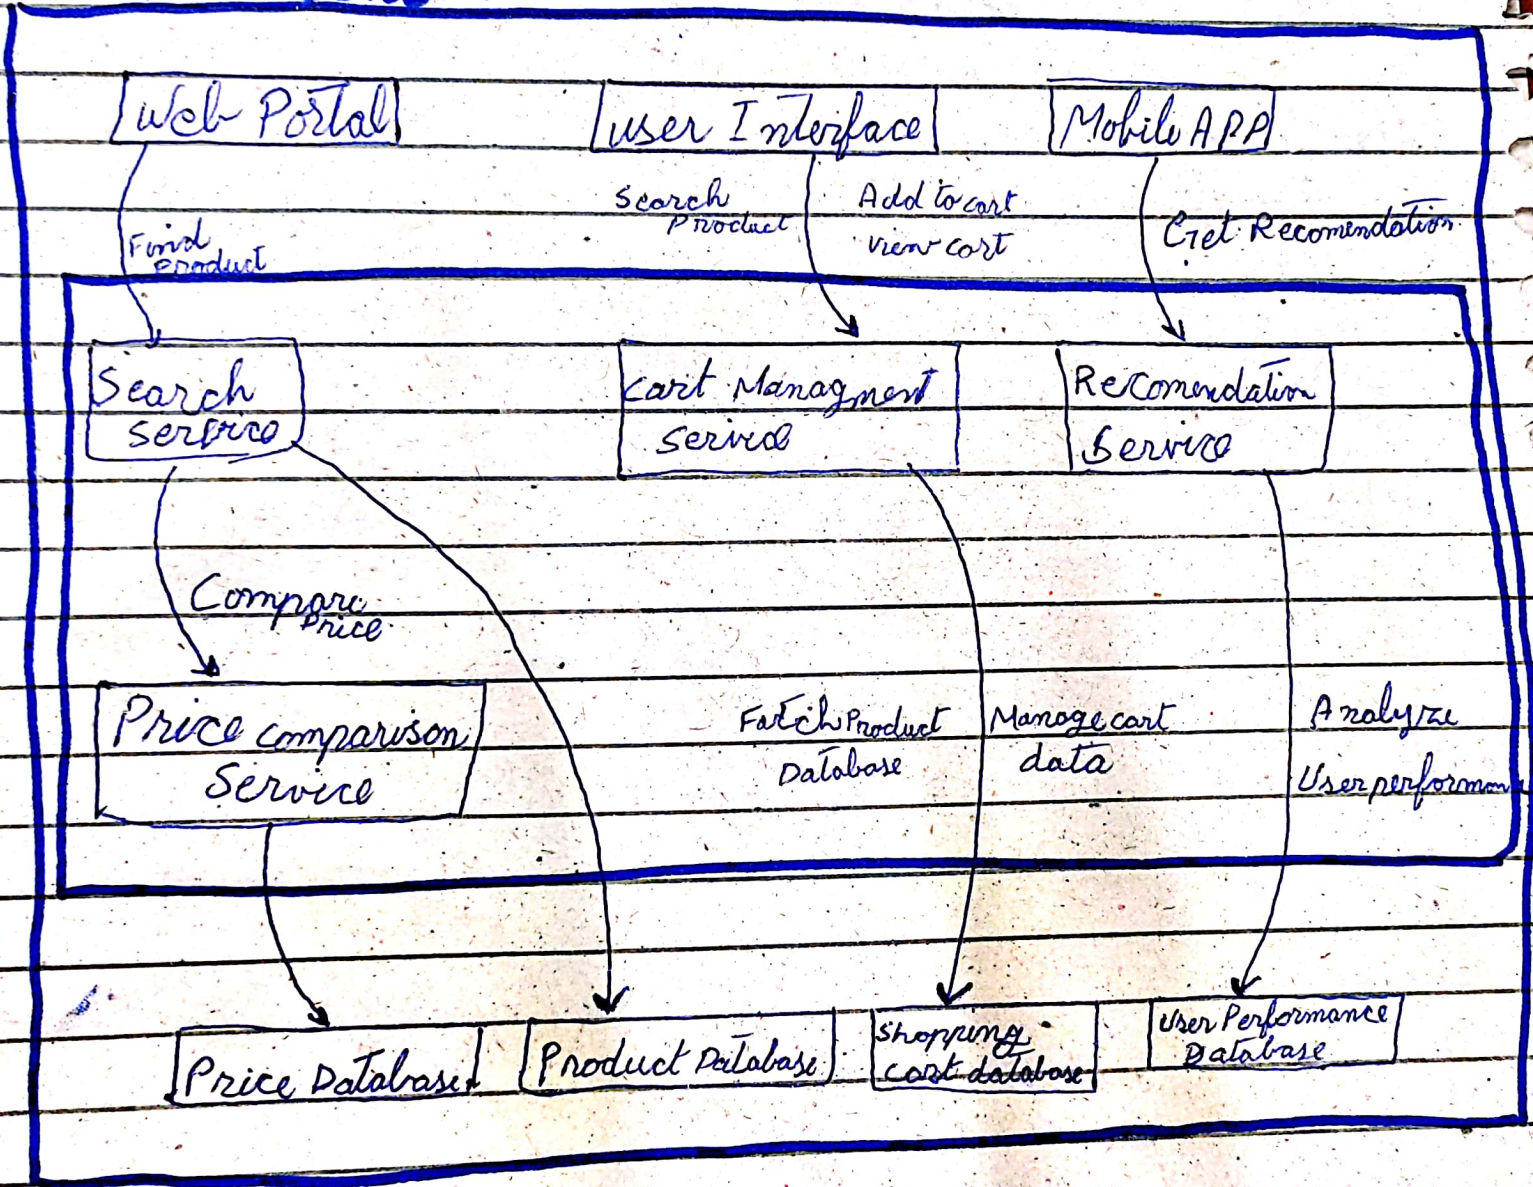 Web Portal
user Interface
Mobile APP
Search
Product
Add to cart
view cart
Get Recomendation
Find
Product
Search
service
Cart Managment
Service
Recomendation
Service
Compare
Price
Price comparison
Service
Fatch Product
Database
Manage cart
data
Analyze
User performan
Price Database
Product Database
Shopping
cart database
User Performance
Database